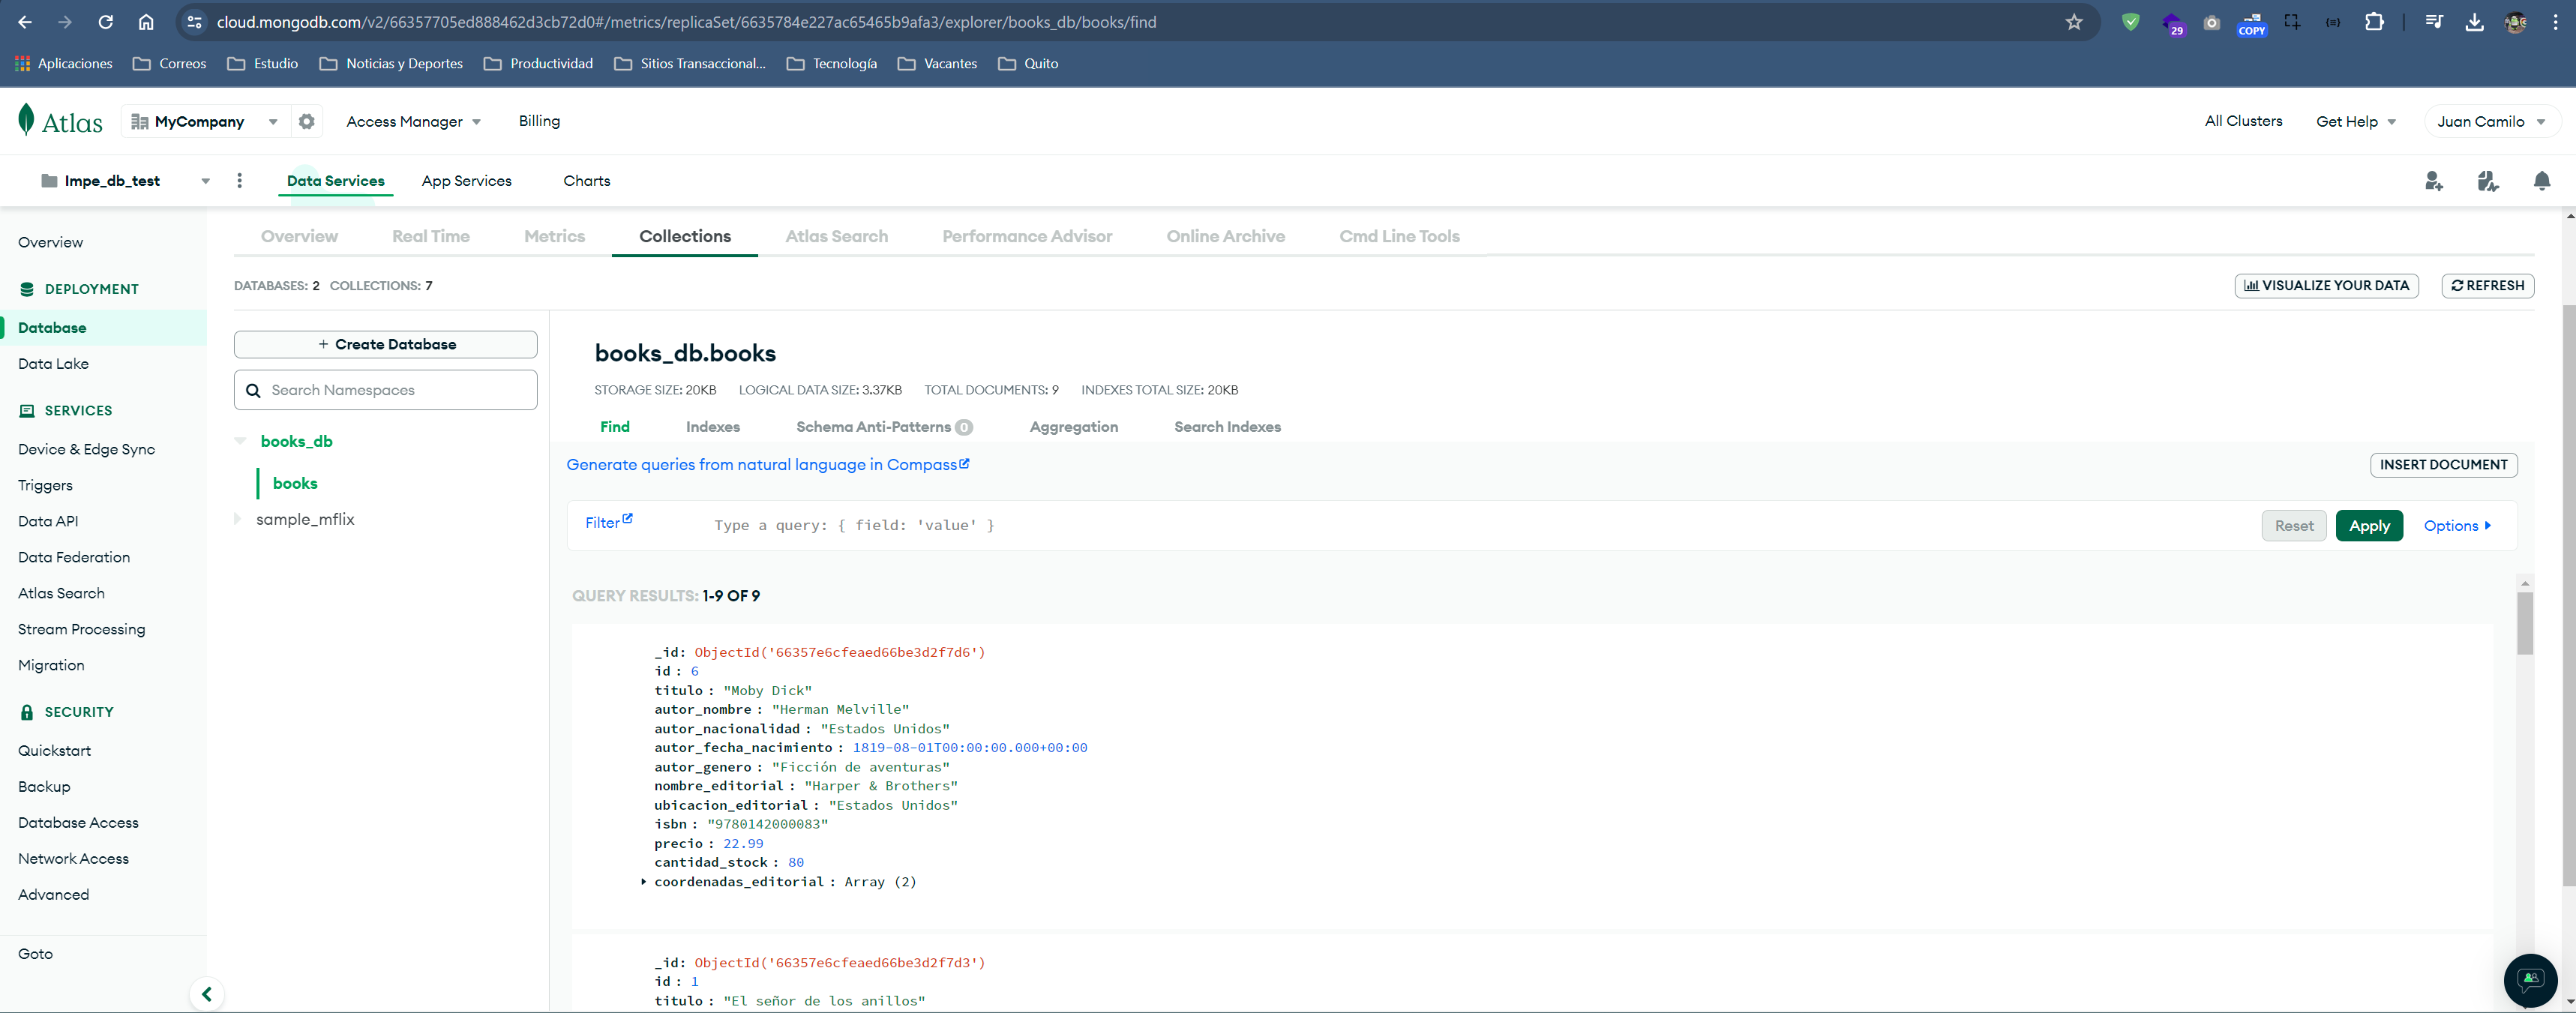 cloud.mongodb.com/v2/66357705ed888462d3cb72d0#/metrics/replicaSet/6635784e227ac65465b9afa3/explorer/books_db/books/find
29
COPY
Aplicaciones Correos Estudio Noticias y Deportes Productividad Sitios Transaccional... Tecnología Vacantes Quito
Atlas MyCompany Access Manager Billing All Clusters Get Help Juan Camilo
Impe_db_test Data Services App Services Charts
Overview
DEPLOYMENT
Database
Data Lake
SERVICES
Device & Edge Sync
Triggers
Data API
Data Federation
Atlas Search
Stream Processing
Migration
SECURITY
Quickstart
Backup
Database Access
Network Access
Advanced
Goto
Overview Real Time Metrics Collections Atlas Search Performance Advisor Online Archive Cmd Line Tools
DATABASES: 2 COLLECTIONS: 7 VISUALIZE YOUR DATA REFRESH
+ Create Database
Search Namespaces
books_db
books
sample_mflix
books_db.books
STORAGE SIZE: 20KB LOGICAL DATA SIZE: 3.37KB TOTAL DOCUMENTS: 9 INDEXES TOTAL SIZE: 20KB
Find Indexes Schema Anti-Patterns 0 Aggregation Search Indexes
Generate queries from natural language in Compass INSERT DOCUMENT
Filter Type a query: { field: 'value' } Reset Apply Options
QUERY RESULTS: 1-9 OF 9
_id: ObjectId('66357e6cfeaed66be3d2f7d6')
id : 6
titulo : "Moby Dick"
autor_nombre : "Herman Melville"
autor_nacionalidad : "Estados Unidos"
autor_fecha_nacimiento : 1819-08-01T00:00:00.000+00:00
autor_genero : "Ficción de aventuras"
nombre_editorial : "Harper & Brothers"
ubicacion_editorial : "Estados Unidos"
isbn : "9780142000083"
precio : 22.99
cantidad_stock : 80
coordenadas_editorial : Array (2)
_id: ObjectId('66357e6cfeaed66be3d2f7d3')
id : 1
titulo : "El señor de los anillos"